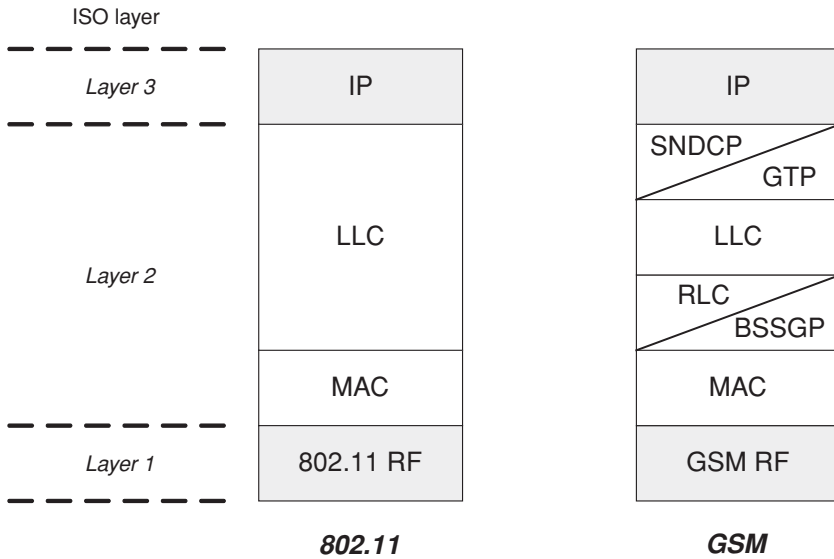 ISO layer
Layer 3
IP
IP
SNDCP
GTP
Layer 2
LLC
LLC
RLC
BSSGP
MAC
MAC
Layer 1
802.11 RF
GSM RF
802.11
GSM